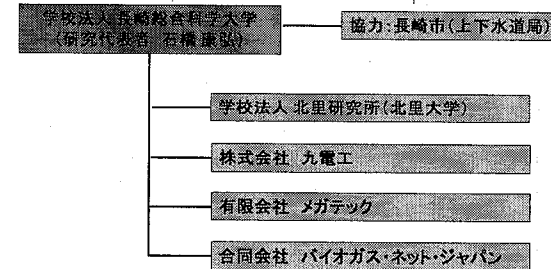 学校法人 長崎総合科学大学
(研究代表者 石橋 康弘)
協力:長崎市(上下水道局)
学校法人 北里研究所(北里大学)
株式会社 九電工
有限会社 メガテック
合同会社 バイオガス・ネット・ジャパン